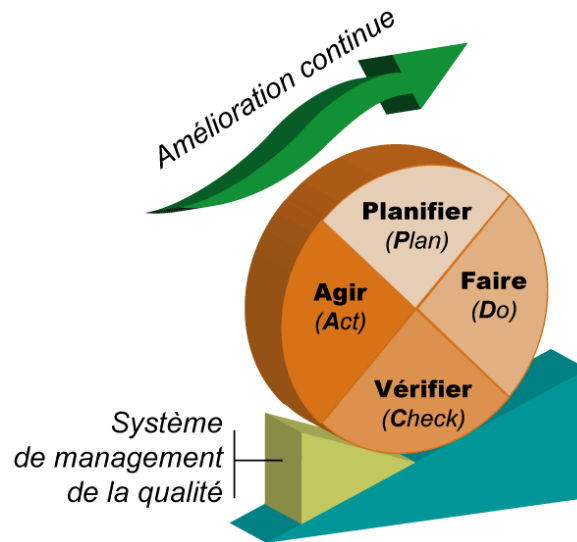 Amélioration continue
Planifier
(Plan)
Faire
(Do)
Agir
(Act)
Vérifier
(Check)
Système
de management
de la qualité